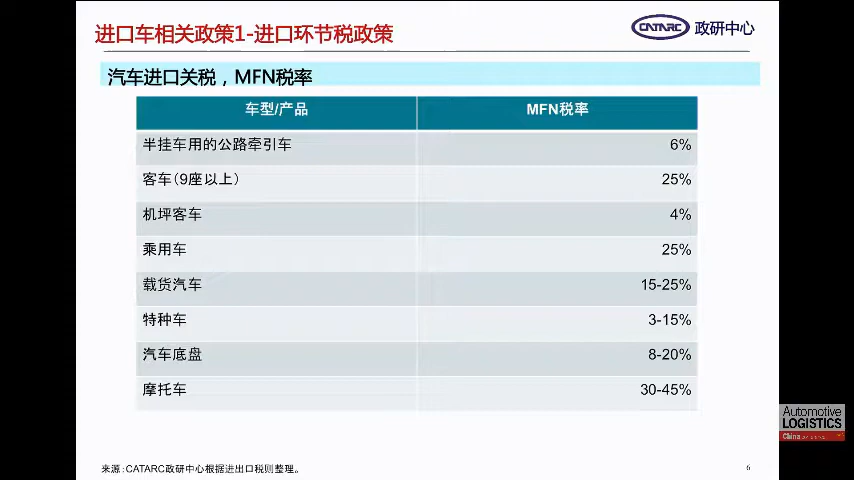 进口车相关政策1-进口环节税政策
CATARC 政研中心
汽车进口关税，MFN税率
车型/产品 MFN税率
半挂车用的公路牵引车 6%
客车(9座以上) 25%
机坪客车 4%
乘用车 25%
载货汽车 15-25%
特种车 3-15%
汽车底盘 8-20%
摩托车 30-45%
来源:CATARC政研中心根据进出口税则整理。
6
Automotive
LOGISTICS
China